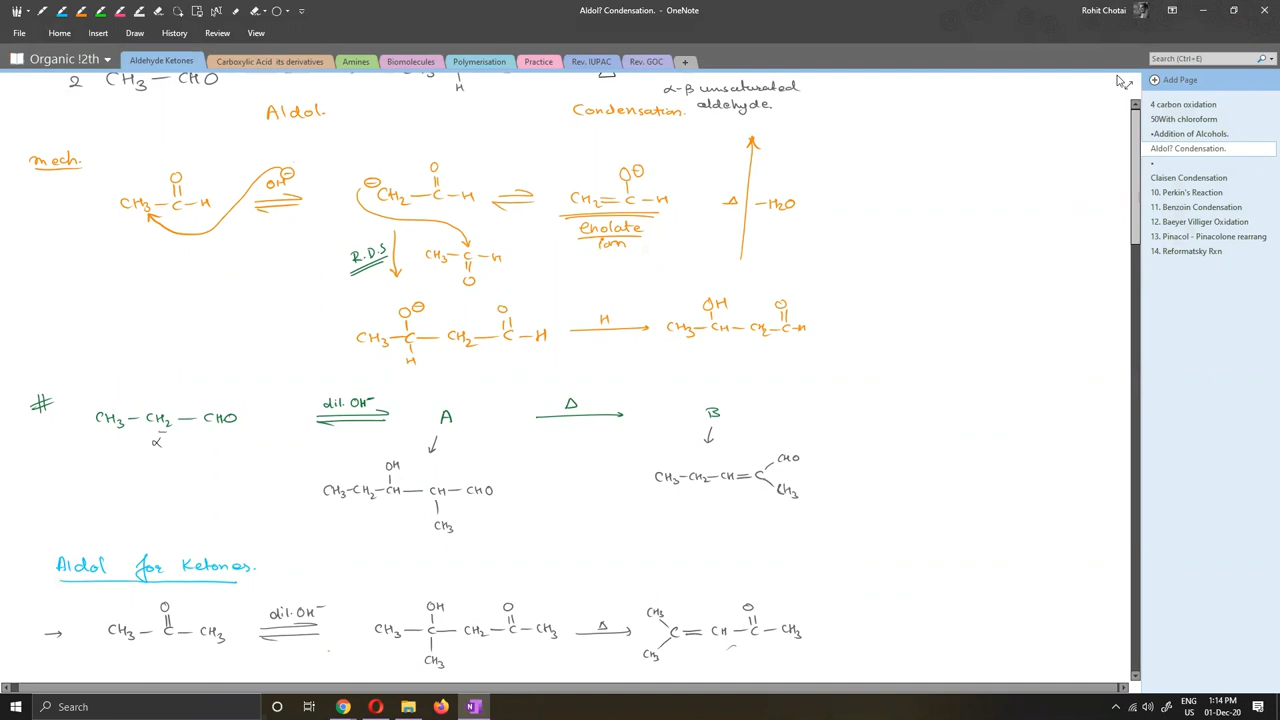 Aldol? Condensation. - OneNote
Rohit Chotai
File Home Insert Draw History Review View
Organic !2th
Aldehyde Ketones Carboxylic Acid its derivatives Amines Biomolecules Polymerisation Practice Rev. IUPAC Rev. GOC +
Search (Ctrl+E)
Add Page
4 carbon oxidation
50With chloroform
•Addition of Alcohols.
Aldol? Condensation.
•
Claisen Condensation
10. Perkin's Reaction
11. Benzoin Condensation
12. Baeyer Villiger Oxidation
13. Pinacol - Pinacolone rearrang
14. Reformatsky Rxn
2 CH3 — CHO
H
Δ
α-β unsaturated
aldehyde.
Aldol.
Condensation.
mech.
O
CH3 — C — H
OH⊖
⊖ O
CH2 — C — H
O⊖
CH2 = C — H
enolate
ion
Δ -H2O
R.D.S
CH3 — C — H
O
O⊖ O
CH3 — C — CH2 — C — H
H
H
OH O
CH3 — CH — CH2 — C — H
#
CH3 — CH2 — CHO
α
dil. OH-
A
Δ
B
OH
CH3-CH2-CH — CH — CHO
CH3
CHO
CH3-CH2-CH=C
CH3
Aldol for Ketones.
O
→ CH3 — C — CH3
dil. OH-
OH O
CH3 — C — CH2 — C — CH3
CH3
Δ
CH3 O
C = CH — C — CH3
CH3
Search
ENG
US
1:14 PM
01-Dec-20